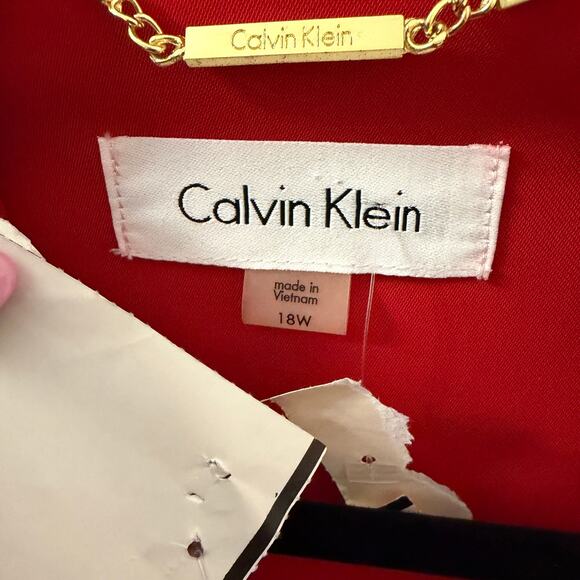 Calvin Klein
Calvin Klein
made in
Vietnam
18W